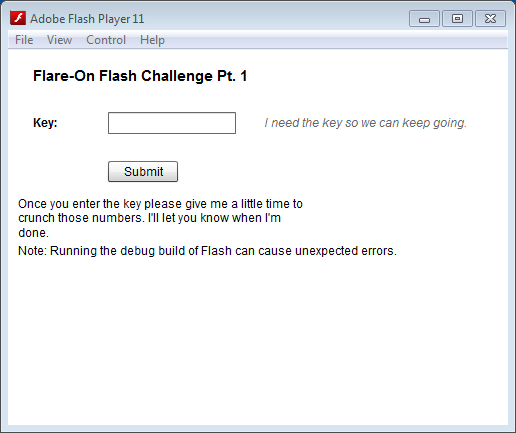 Adobe Flash Player 11
File View Control Help
Flare-On Flash Challenge Pt. 1
Key: I need the key so we can keep going.
Submit
Once you enter the key please give me a little time to
crunch those numbers. I'll let you know when I'm
done.
Note: Running the debug build of Flash can cause unexpected errors.